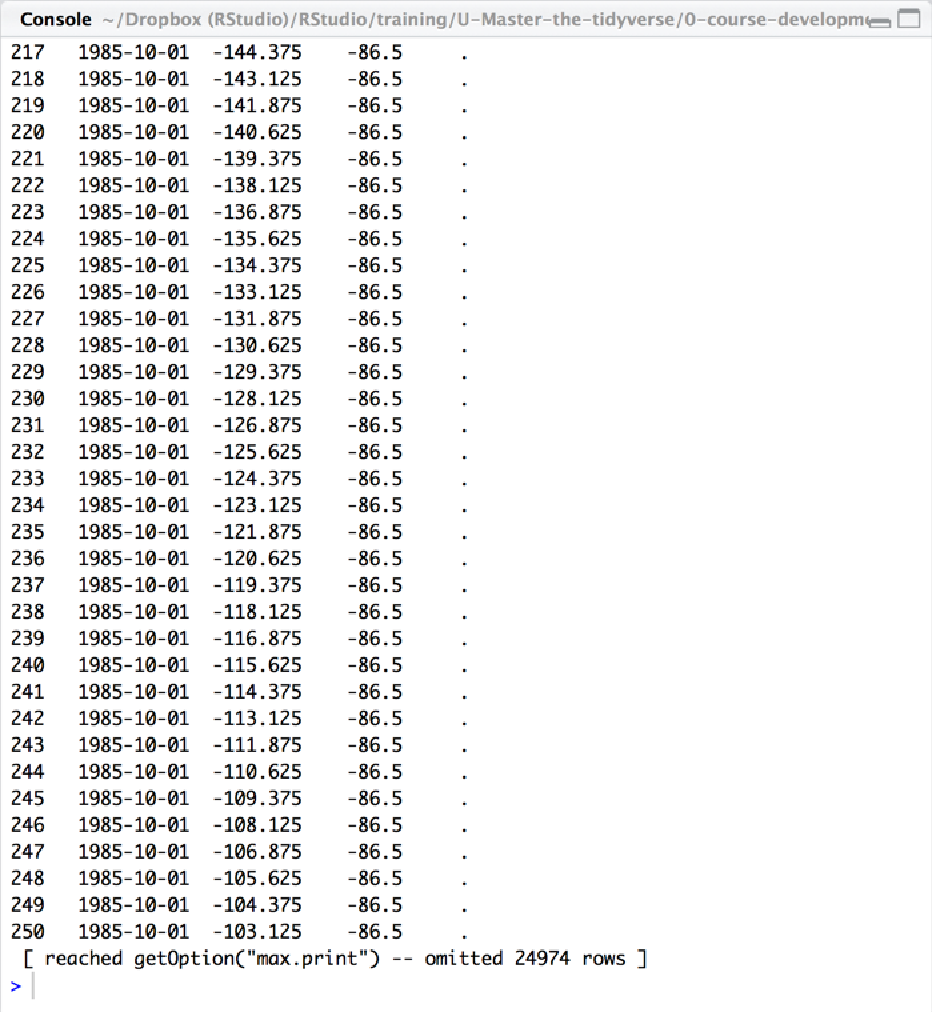 Console ~/Dropbox (RStudio)/RStudio/training/U-Master-the-tidyverse/0-course-developm
217 1985-10-01 -144.375 -86.5 .
218 1985-10-01 -143.125 -86.5 .
219 1985-10-01 -141.875 -86.5 .
220 1985-10-01 -140.625 -86.5 .
221 1985-10-01 -139.375 -86.5 .
222 1985-10-01 -138.125 -86.5 .
223 1985-10-01 -136.875 -86.5 .
224 1985-10-01 -135.625 -86.5 .
225 1985-10-01 -134.375 -86.5 .
226 1985-10-01 -133.125 -86.5 .
227 1985-10-01 -131.875 -86.5 .
228 1985-10-01 -130.625 -86.5 .
229 1985-10-01 -129.375 -86.5 .
230 1985-10-01 -128.125 -86.5 .
231 1985-10-01 -126.875 -86.5 .
232 1985-10-01 -125.625 -86.5 .
233 1985-10-01 -124.375 -86.5 .
234 1985-10-01 -123.125 -86.5 .
235 1985-10-01 -121.875 -86.5 .
236 1985-10-01 -120.625 -86.5 .
237 1985-10-01 -119.375 -86.5 .
238 1985-10-01 -118.125 -86.5 .
239 1985-10-01 -116.875 -86.5 .
240 1985-10-01 -115.625 -86.5 .
241 1985-10-01 -114.375 -86.5 .
242 1985-10-01 -113.125 -86.5 .
243 1985-10-01 -111.875 -86.5 .
244 1985-10-01 -110.625 -86.5 .
245 1985-10-01 -109.375 -86.5 .
246 1985-10-01 -108.125 -86.5 .
247 1985-10-01 -106.875 -86.5 .
248 1985-10-01 -105.625 -86.5 .
249 1985-10-01 -104.375 -86.5 .
250 1985-10-01 -103.125 -86.5 .
[ reached getOption("max.print") -- omitted 24974 rows ]
>